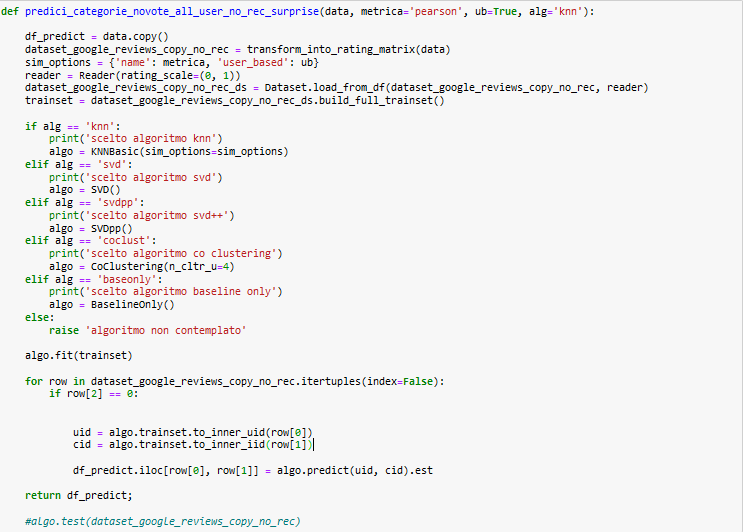 def predici_categorie_novote_all_user_no_rec_surprise(data, metrica='pearson', ub=True, alg='knn'):
    df_predict = data.copy()
    dataset_google_reviews_copy_no_rec = transform_into_rating_matrix(data)
    sim_options = {'name': metrica, 'user_based': ub}
    reader = Reader(rating_scale=(0, 1))
    dataset_google_reviews_copy_no_rec_ds = Dataset.load_from_df(dataset_google_reviews_copy_no_rec, reader)
    trainset = dataset_google_reviews_copy_no_rec_ds.build_full_trainset()
    if alg == 'knn':
        print('scelto algoritmo knn')
        algo = KNNBasic(sim_options=sim_options)
    elif alg == 'svd':
        print('scelto algoritmo svd')
        algo = SVD()
    elif alg == 'svdpp':
        print('scelto algoritmo svd++')
        algo = SVDpp()
    elif alg == 'coclust':
        print('scelto algoritmo co clustering')
        algo = CoClustering(n_cltr_u=4)
    elif alg == 'baseonly':
        print('scelto algoritmo baseline only')
        algo = BaselineOnly()
    else:
        raise 'algoritmo non contemplato'
    algo.fit(trainset)
    for row in dataset_google_reviews_copy_no_rec.itertuples(index=False):
        if row[2] == 0:
            uid = algo.trainset.to_inner_uid(row[0])
            cid = algo.trainset.to_inner_iid(row[1])
            df_predict.iloc[row[0], row[1]] = algo.predict(uid, cid).est
    return df_predict;
    #algo.test(dataset_google_reviews_copy_no_rec)